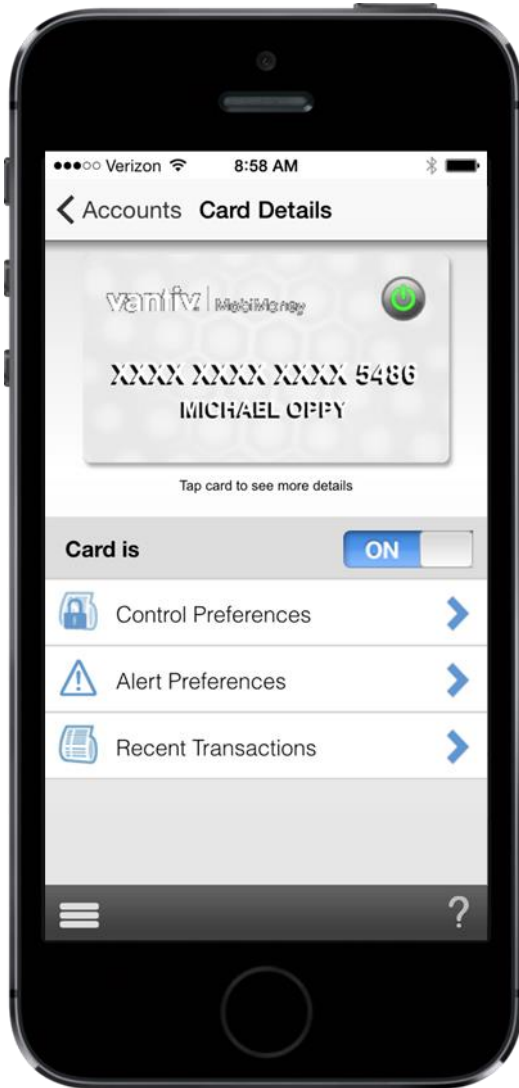 Verizon 8:58 AM
Accounts Card Details
vantiv MobiMoney
XXXX XXXX XXXX 5486
MICHAEL OPPY
Tap card to see more details
Card is ON
Control Preferences
Alert Preferences
Recent Transactions
?